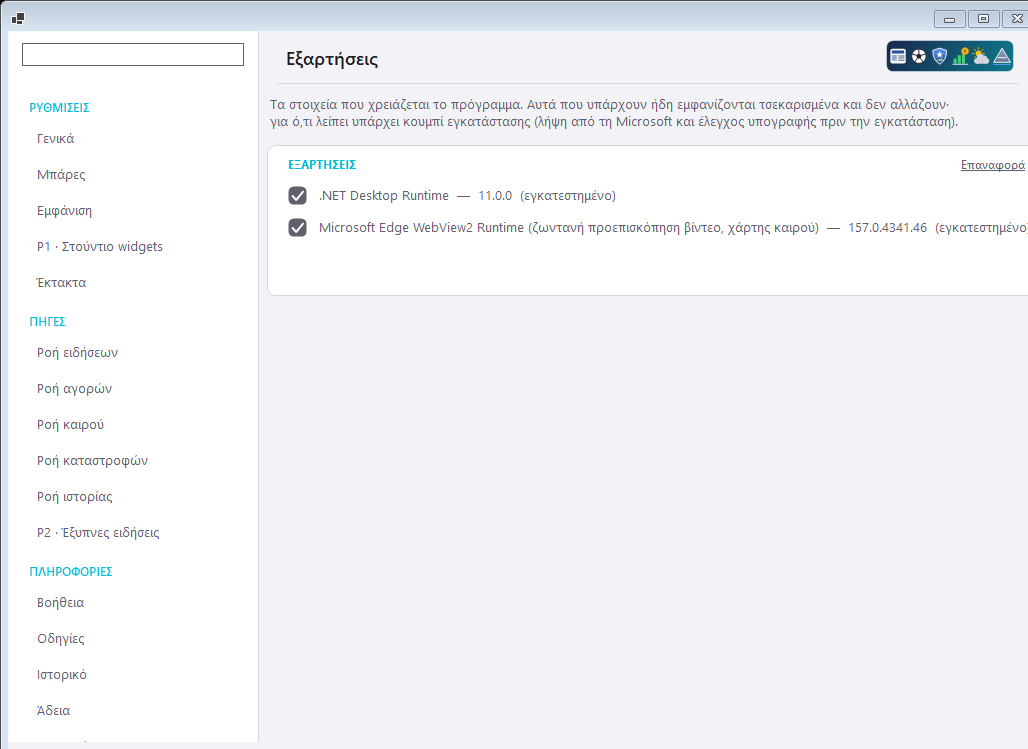 Εξαρτήσεις
Τα στοιχεία που χρειάζεται το πρόγραμμα. Αυτά που υπάρχουν ήδη εμφανίζονται τσεκαρισμένα και δεν αλλάζουν·
για ό,τι λείπει υπάρχει κουμπί εγκατάστασης (λήψη από τη Microsoft και έλεγχος υπογραφής πριν την εγκατάσταση).
ΕΞΑΡΤΗΣΕΙΣ
Επαναφορά
.NET Desktop Runtime — 11.0.0 (εγκατεστημένο)
Microsoft Edge WebView2 Runtime (ζωντανή προεπισκόπηση βίντεο, χάρτης καιρού) — 157.0.4341.46 (εγκατεστημένο)
ΡΥΘΜΙΣΕΙΣ
Γενικά
Μπάρες
Εμφάνιση
P1 · Στούντιο widgets
Έκτακτα
ΠΗΓΕΣ
Ροή ειδήσεων
Ροή αγορών
Ροή καιρού
Ροή καταστροφών
Ροή ιστορίας
P2 · Έξυπνες ειδήσεις
ΠΛΗΡΟΦΟΡΙΕΣ
Βοήθεια
Οδηγίες
Ιστορικό
Άδεια